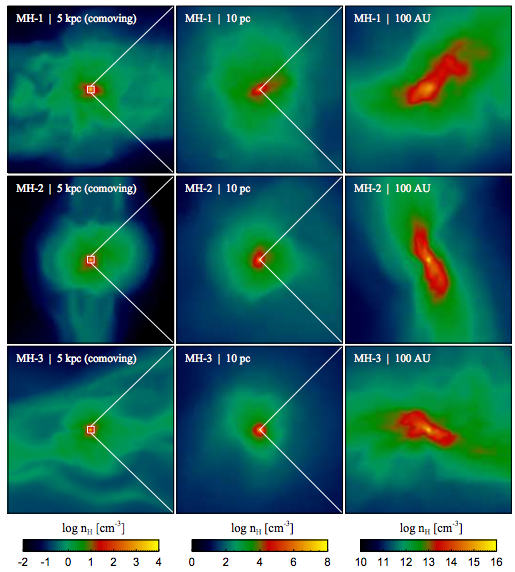 MH-1 | 5 kpc (comoving) MH-1 | 10 pc MH-1 | 100 AU
MH-2 | 5 kpc (comoving) MH-2 | 10 pc MH-2 | 100 AU
MH-3 | 5 kpc (comoving) MH-3 | 10 pc MH-3 | 100 AU
log n_H [cm^-3] log n_H [cm^-3] log n_H [cm^-3]
-2 -1 0 1 2 3 4 0 2 4 6 8 10 11 12 13 14 15 16